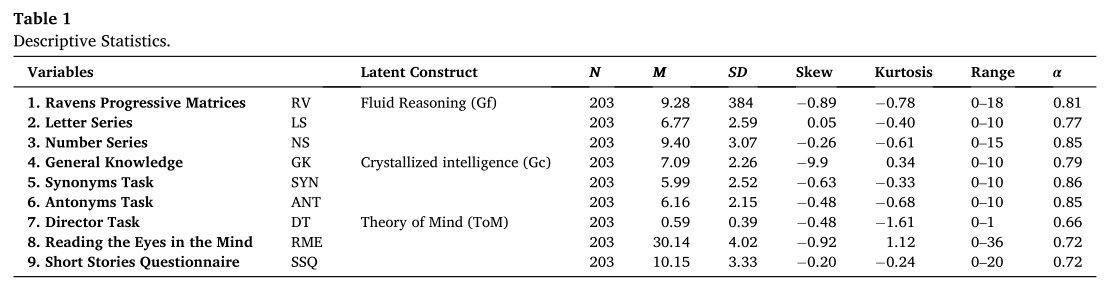 Table 1
Descriptive Statistics.
Variables Latent Construct N M SD Skew Kurtosis Range α
1. Ravens Progressive Matrices RV Fluid Reasoning (Gf) 203 9.28 384 −0.89 −0.78 0–18 0.81
2. Letter Series LS 203 6.77 2.59 0.05 −0.40 0–10 0.77
3. Number Series NS 203 9.40 3.07 −0.26 −0.61 0–15 0.85
4. General Knowledge GK Crystallized intelligence (Gc) 203 7.09 2.26 −9.9 0.34 0–10 0.79
5. Synonyms Task SYN 203 5.99 2.52 −0.63 −0.33 0–10 0.86
6. Antonyms Task ANT 203 6.16 2.15 −0.48 −0.68 0–10 0.85
7. Director Task DT Theory of Mind (ToM) 203 0.59 0.39 −0.48 −1.61 0–1 0.66
8. Reading the Eyes in the Mind RME 203 30.14 4.02 −0.92 1.12 0–36 0.72
9. Short Stories Questionnaire SSQ 203 10.15 3.33 −0.20 −0.24 0–20 0.72